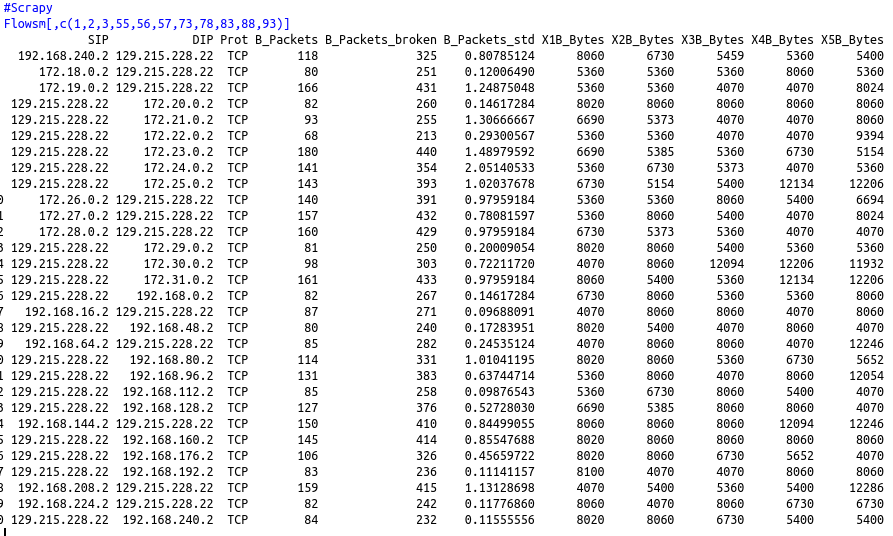 #Scrapy
Flowsm[,c(1,2,3,55,56,57,73,78,83,88,93)]
SIP DIP Prot B_Packets B_Packets_broken B_Packets_std X1B_Bytes X2B_Bytes X3B_Bytes X4B_Bytes X5B_Bytes
192.168.240.2 129.215.228.22 TCP 118 325 0.80785124 8060 6730 5459 5360 5400
172.18.0.2 129.215.228.22 TCP 80 251 0.12006490 5360 5360 5360 8060 5360
172.19.0.2 129.215.228.22 TCP 166 431 1.24875048 5360 5360 4070 4070 8024
129.215.228.22 172.20.0.2 TCP 82 260 0.14617284 8020 8060 8060 8060 8060
129.215.228.22 172.21.0.2 TCP 93 255 1.30666667 6690 5373 4070 4070 8060
129.215.228.22 172.22.0.2 TCP 68 213 0.29300567 5360 5360 4070 4070 9394
129.215.228.22 172.23.0.2 TCP 180 440 1.48979592 6690 5385 5360 6730 5154
129.215.228.22 172.24.0.2 TCP 141 354 2.05140533 5360 6730 5373 4070 5360
129.215.228.22 172.25.0.2 TCP 143 393 1.02037678 6730 5154 5400 12134 12206
0 172.26.0.2 129.215.228.22 TCP 140 391 0.97959184 5360 5360 8060 5400 6694
1 172.27.0.2 129.215.228.22 TCP 157 432 0.78081597 5360 8060 5400 4070 8024
2 172.28.0.2 129.215.228.22 TCP 160 429 0.97959184 6730 5373 5360 4070 4070
3 129.215.228.22 172.29.0.2 TCP 81 250 0.20009054 8020 8060 5400 5360 5360
4 129.215.228.22 172.30.0.2 TCP 98 303 0.72211720 4070 8060 12094 12206 11932
5 129.215.228.22 172.31.0.2 TCP 161 433 0.97959184 8060 5400 5360 12134 12206
6 129.215.228.22 192.168.0.2 TCP 82 267 0.14617284 6730 8060 5360 5360 8060
7 192.168.16.2 129.215.228.22 TCP 87 271 0.09688091 4070 8060 8060 4070 8060
8 129.215.228.22 192.168.48.2 TCP 80 240 0.17283951 8020 5400 4070 8060 4070
9 192.168.64.2 129.215.228.22 TCP 85 282 0.24535124 4070 8060 8060 4070 12246
0 129.215.228.22 192.168.80.2 TCP 114 331 1.01041195 8020 8060 5360 6730 5652
1 129.215.228.22 192.168.96.2 TCP 131 383 0.63744714 5360 8060 4070 8060 12054
2 129.215.228.22 192.168.112.2 TCP 85 258 0.09876543 5360 6730 8060 5400 4070
3 129.215.228.22 192.168.128.2 TCP 127 376 0.52728030 6690 5385 8060 8060 4070
4 192.168.144.2 129.215.228.22 TCP 150 410 0.84499055 8060 8060 8060 12094 12246
5 129.215.228.22 192.168.160.2 TCP 145 414 0.85547688 8020 8060 8060 8060 8060
6 129.215.228.22 192.168.176.2 TCP 106 326 0.45659722 8020 8060 6730 5652 4070
7 129.215.228.22 192.168.192.2 TCP 83 236 0.11141157 8100 4070 4070 8060 8060
8 192.168.208.2 129.215.228.22 TCP 159 415 1.13128698 4070 5400 5360 5400 12286
9 192.168.224.2 129.215.228.22 TCP 82 242 0.11776860 8060 4070 8060 6730 6730
0 129.215.228.22 192.168.240.2 TCP 84 232 0.11555556 8020 8060 6730 5400 5400